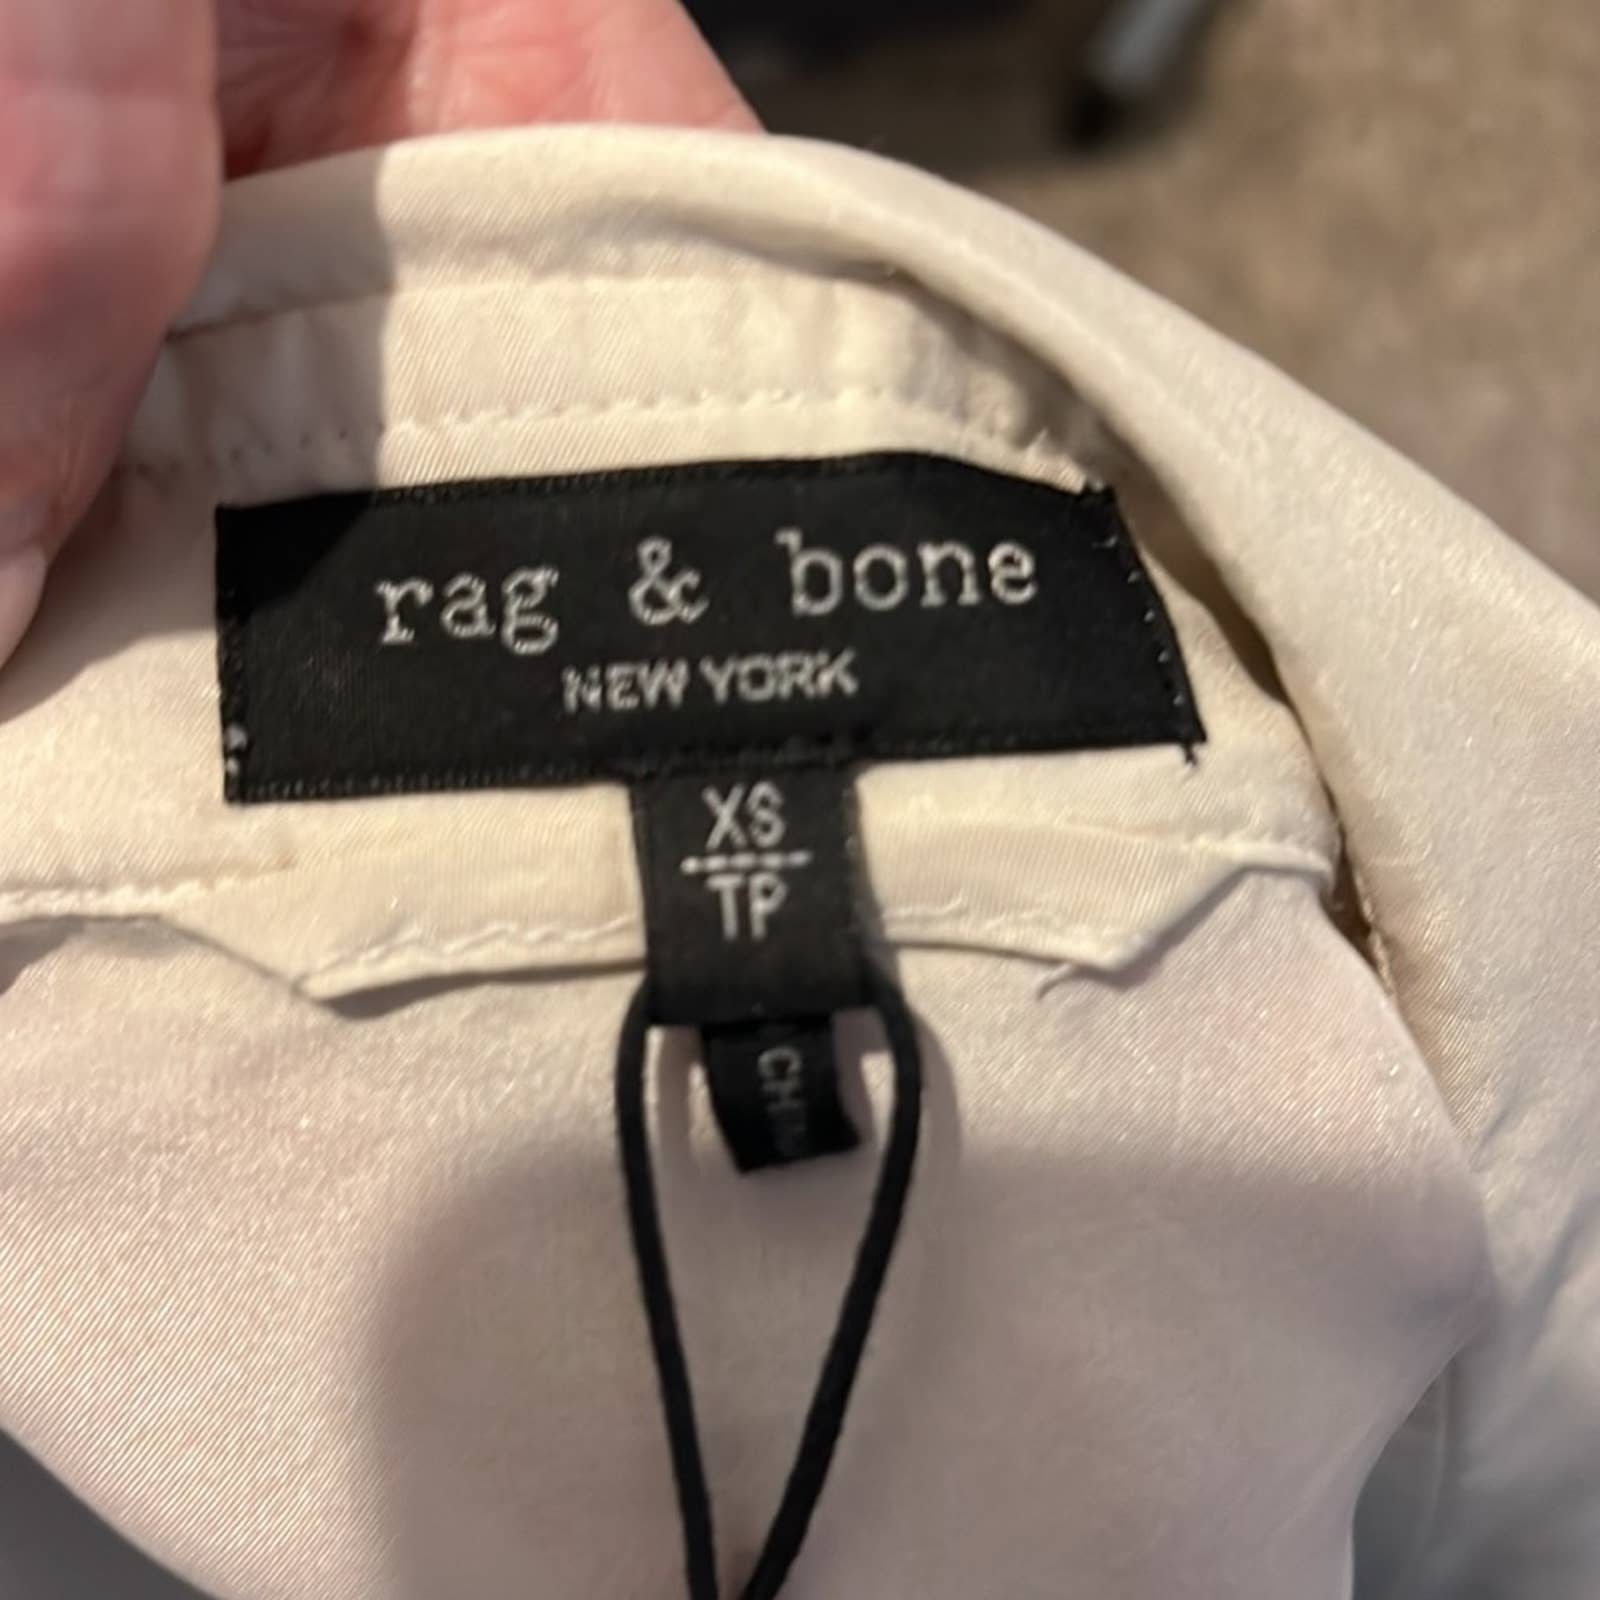 rag & bone
NEW YORK
XS
TP